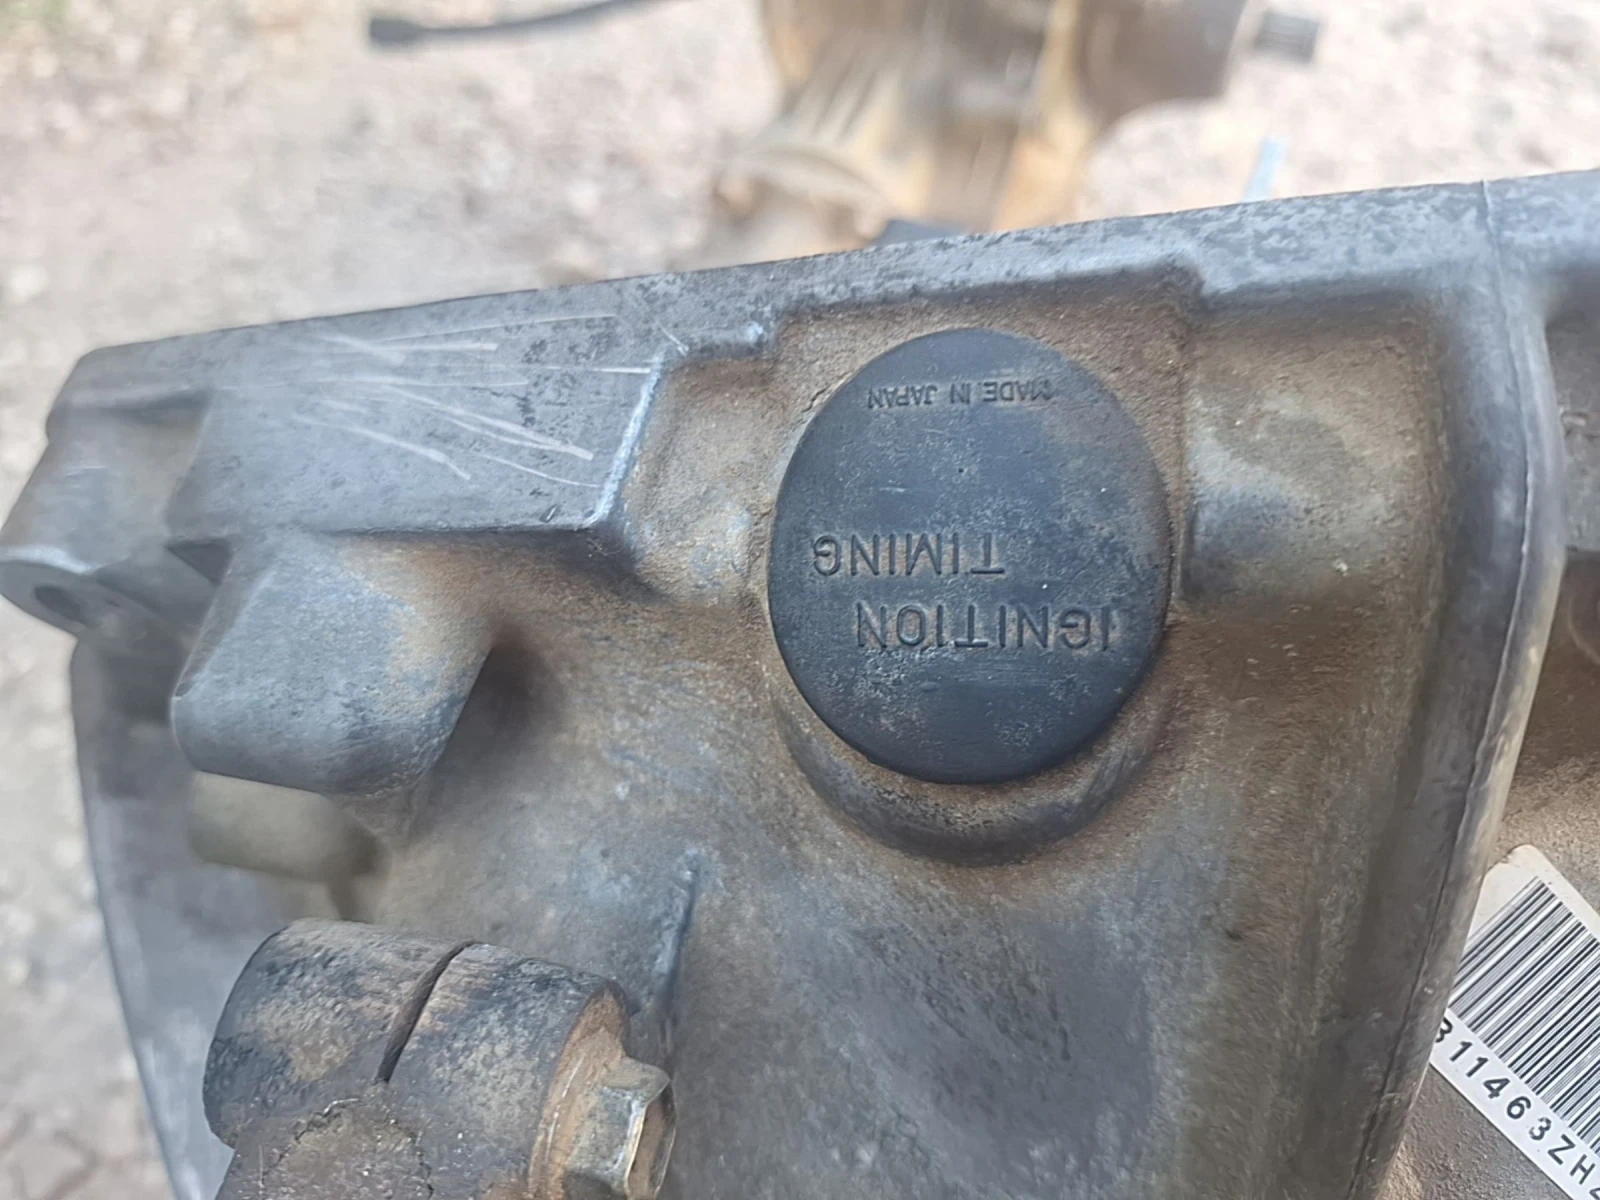 IGNITION
TIMING
MADE IN JAPAN
311463ZH